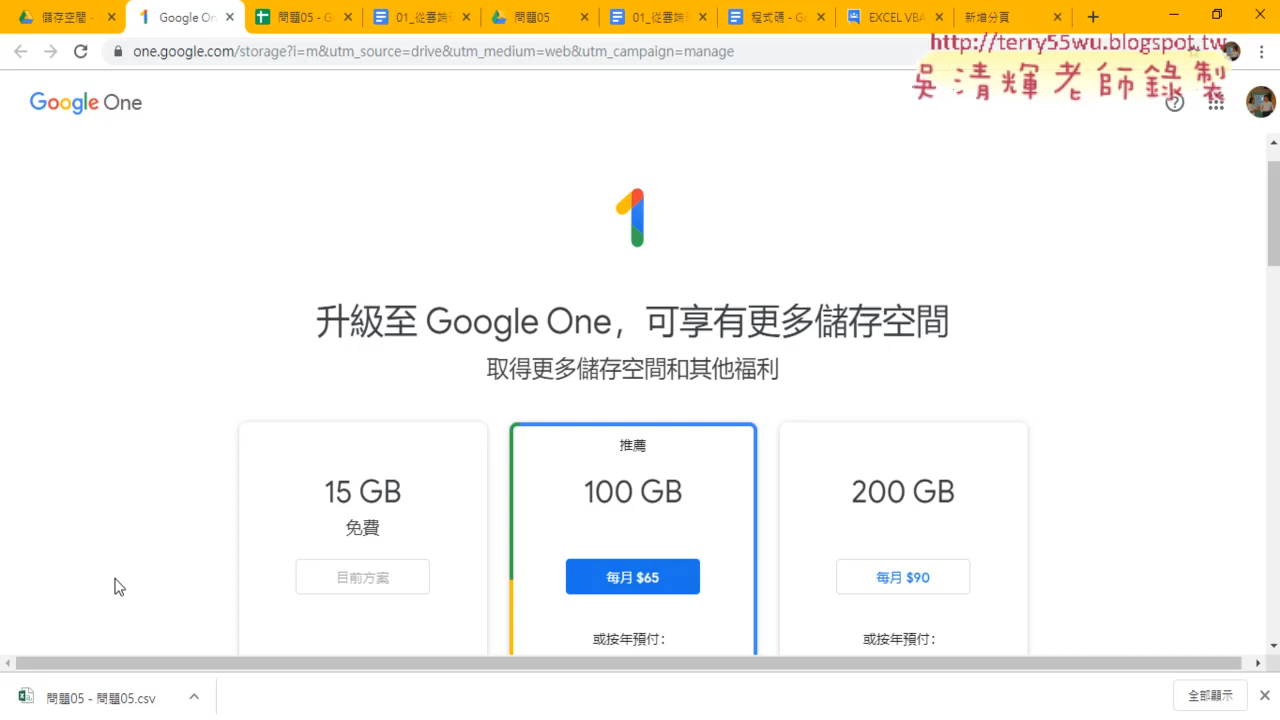 儲存空間 -
Google On
問題05 - G
01_從雲端
問題05
01_從雲端
程式碼 - Go
EXCEL VBA
新增分頁
one.google.com/storage?l=m&utm_source=drive&utm_medium=web&utm_campaign=manage
http://terry55wu.blogspot.tw
吳清輝老師錄製
Google One
升級至 Google One，可享有更多儲存空間
取得更多儲存空間和其他福利
15 GB
免費
目前方案
推薦
100 GB
每月 $65
或按年預付：
200 GB
每月 $90
或按年預付：
問題05 - 問題05.csv
全部顯示